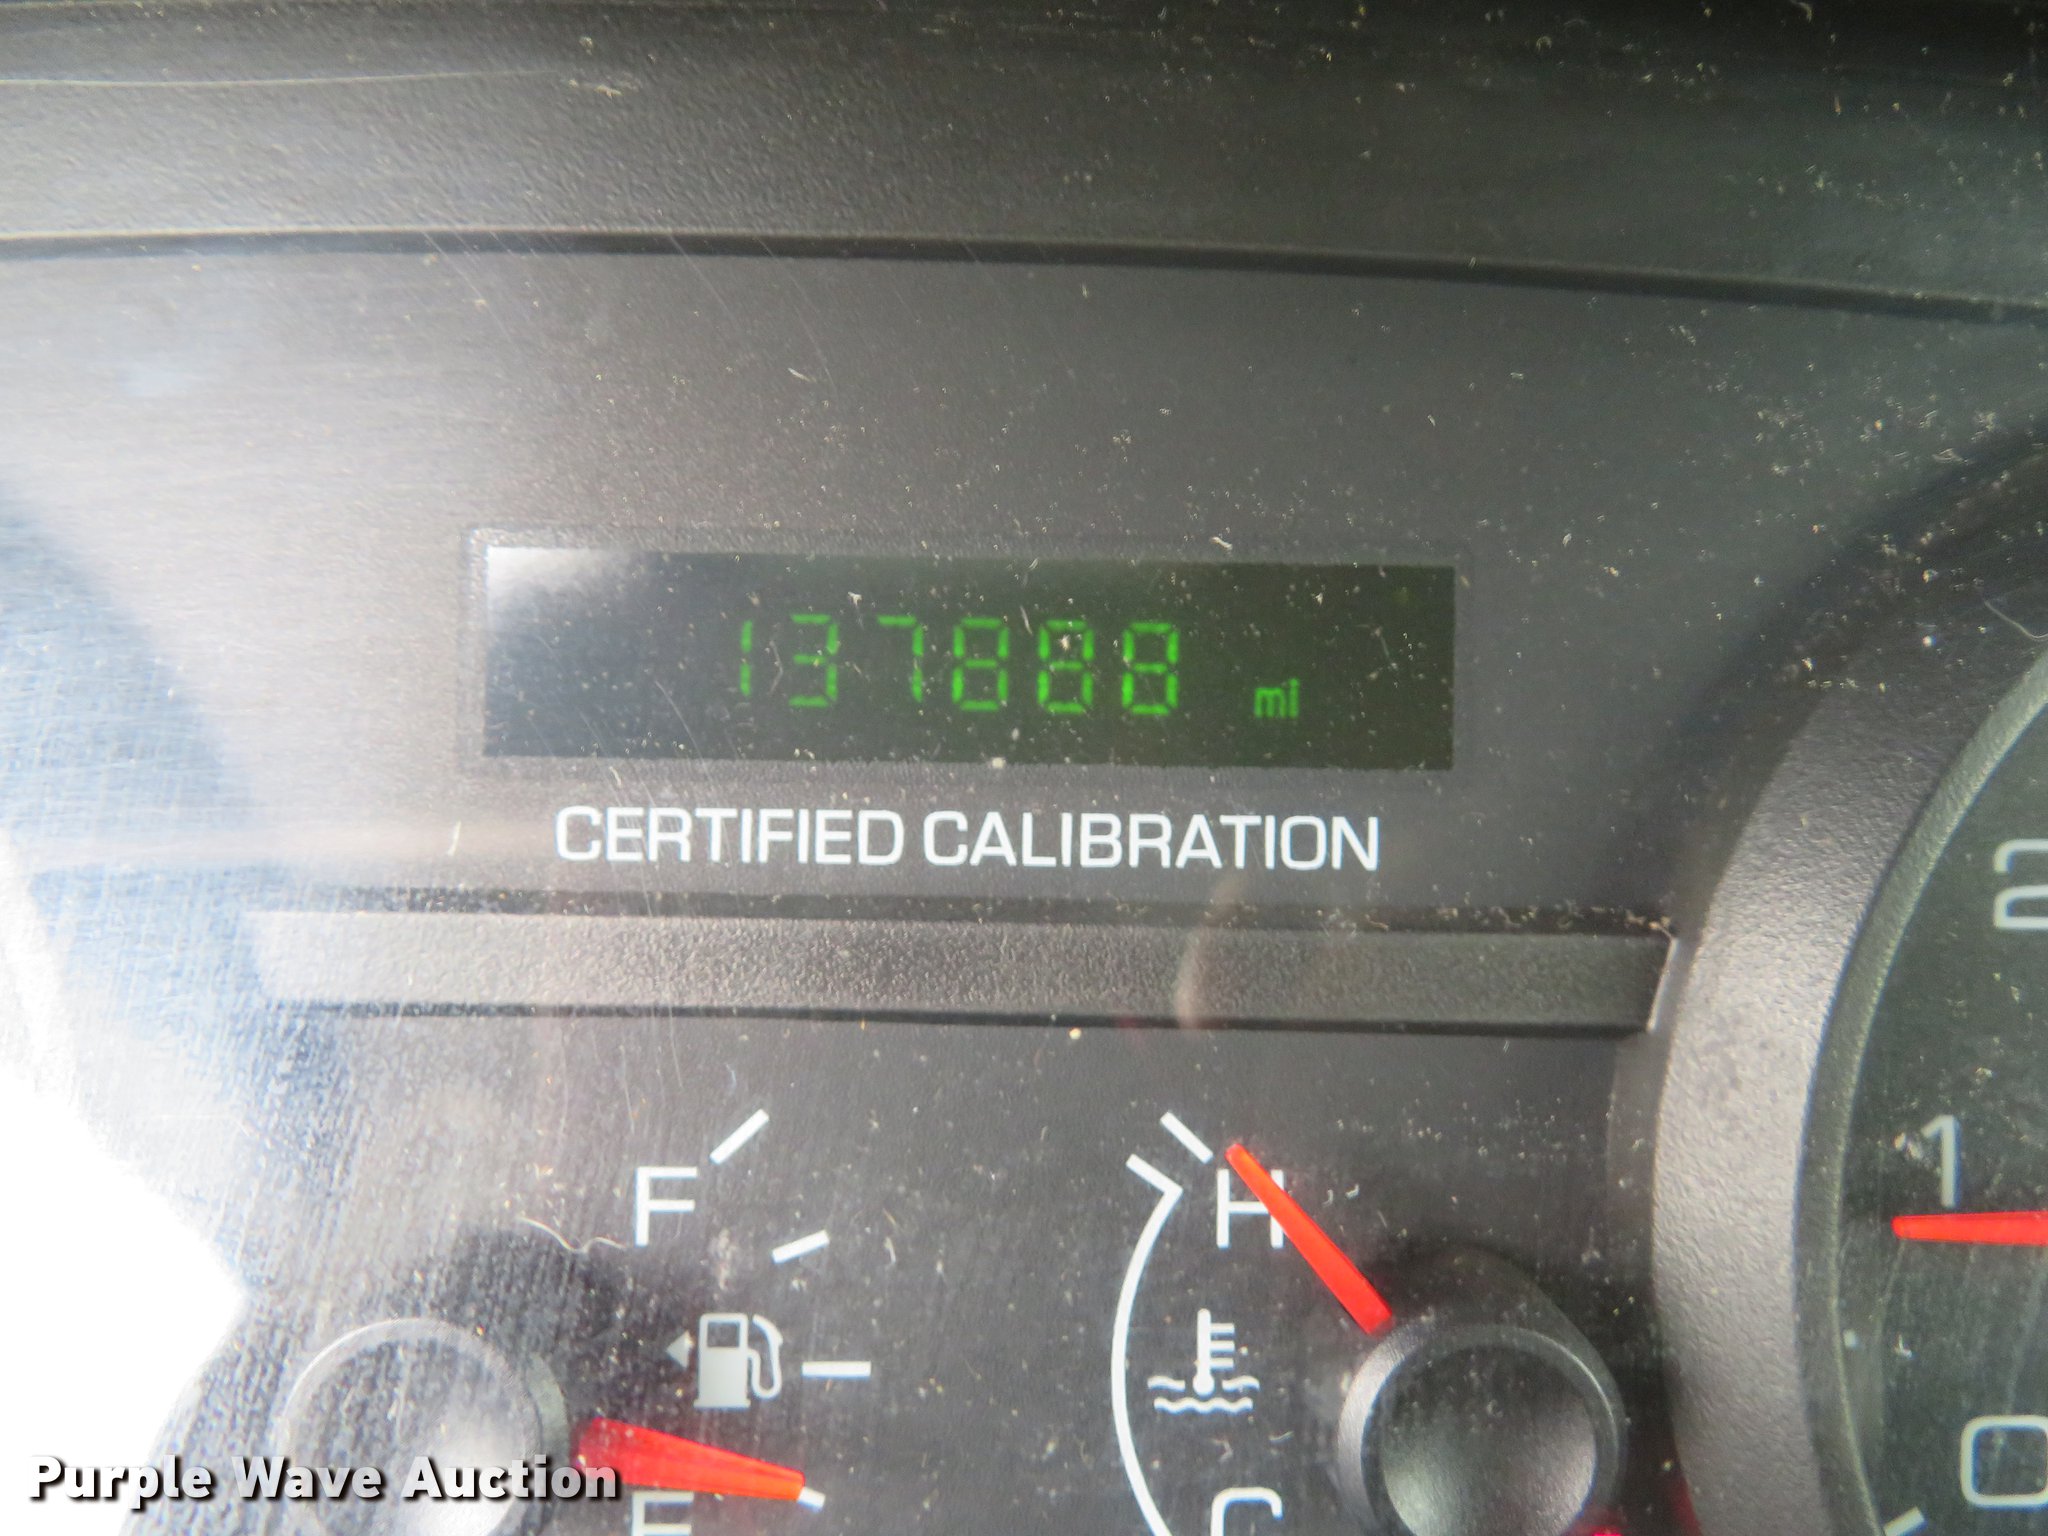 137888 mi
CERTIFIED CALIBRATION
2
F
H
1
E
C
0
Purple Wave Auction